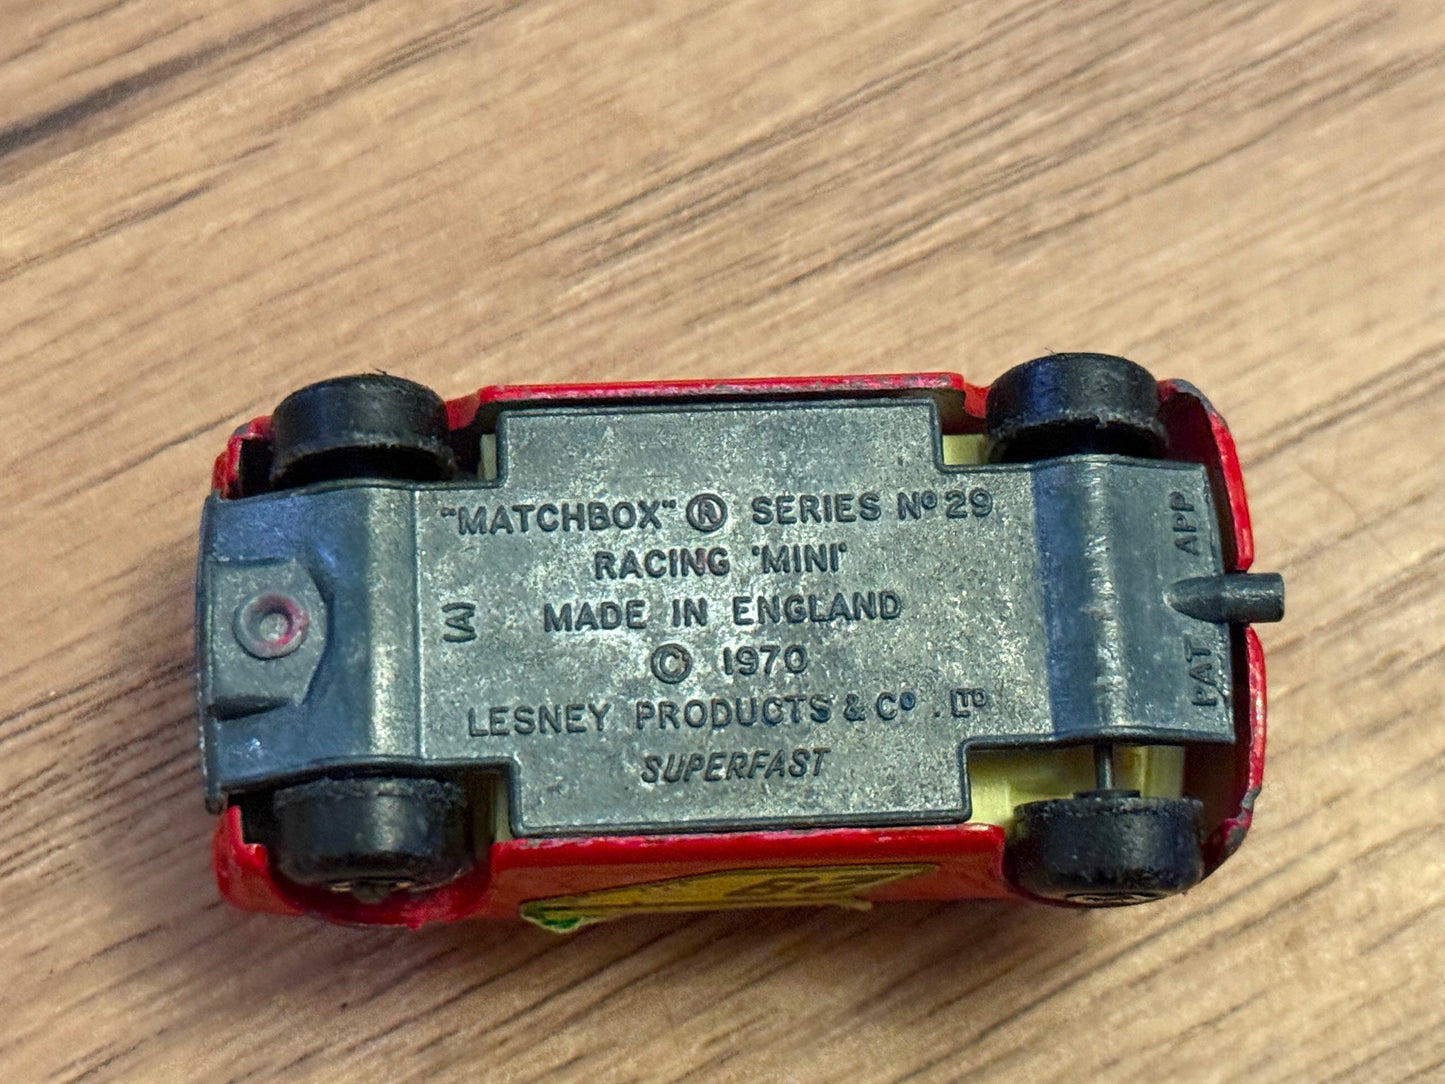 "MATCHBOX" ® SERIES Nº 29
RACING 'MINI'
MADE IN ENGLAND
© 1970
LESNEY PRODUCTS & Cº. LTD
SUPERFAST
(A)
PAT APP